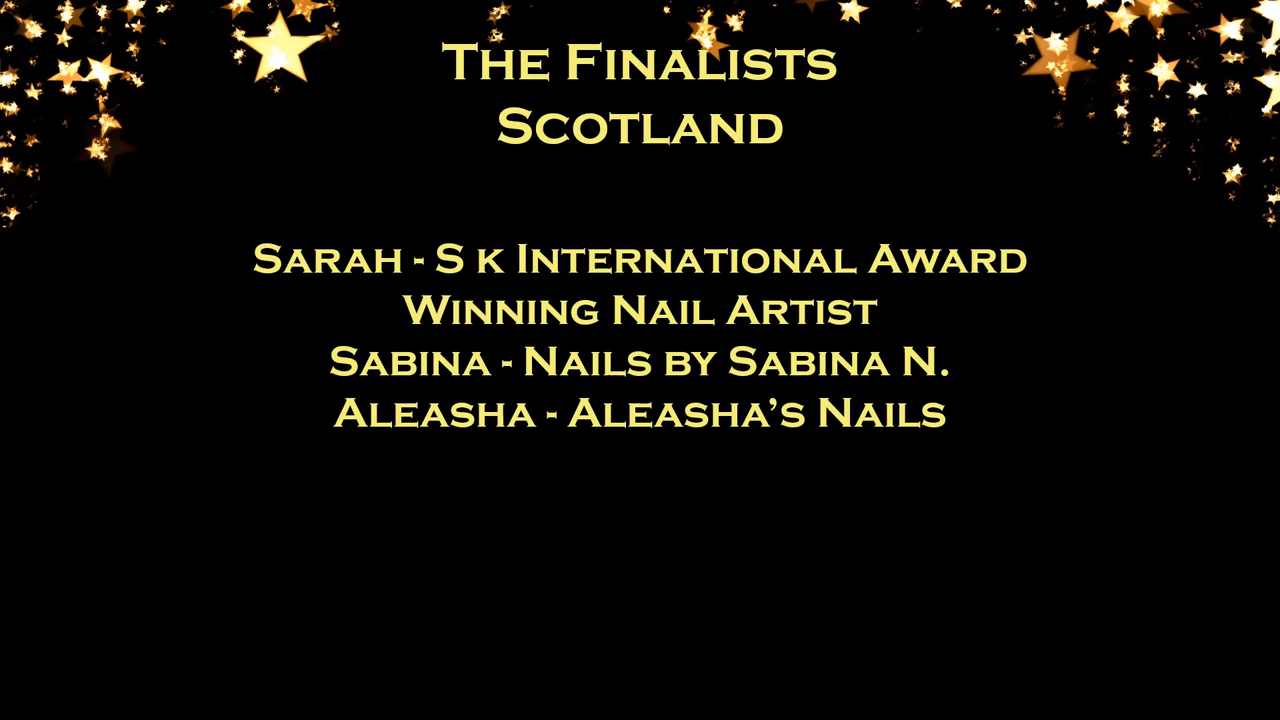 The Finalists
Scotland
Sarah - S k International Award
Winning Nail Artist
Sabina - Nails by Sabina N.
Aleasha - Aleasha’s Nails